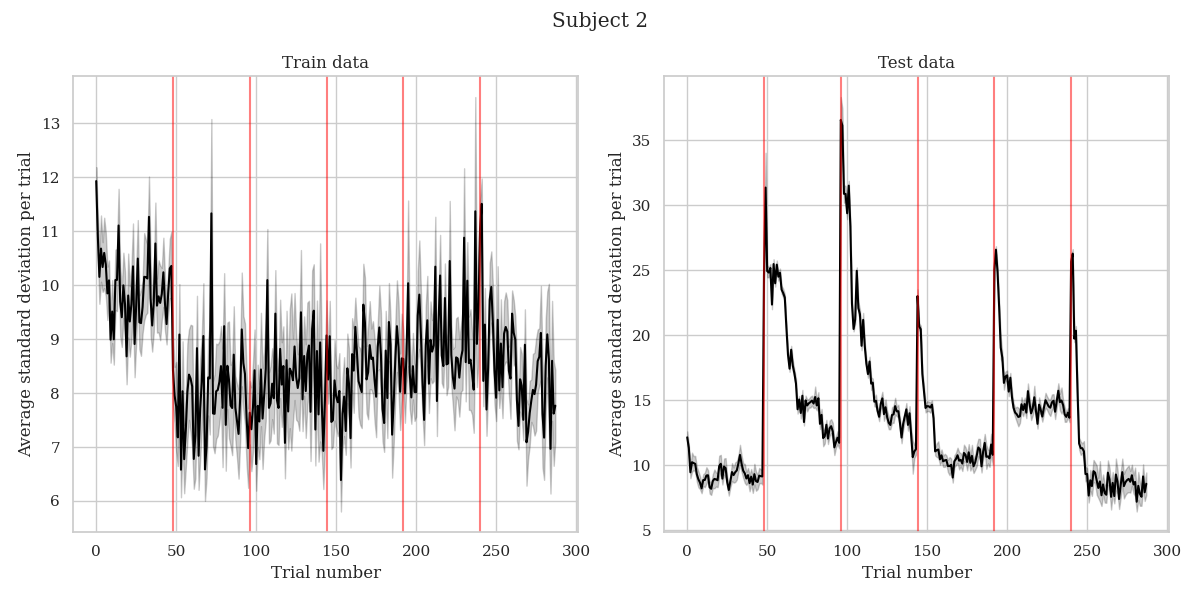 Subject 2
Train data
Average standard deviation per trial
13
12
11
10
9
8
7
6
0 50 100 150 200 250 300
Trial number
Test data
Average standard deviation per trial
35
30
25
20
15
10
5
0 50 100 150 200 250 300
Trial number